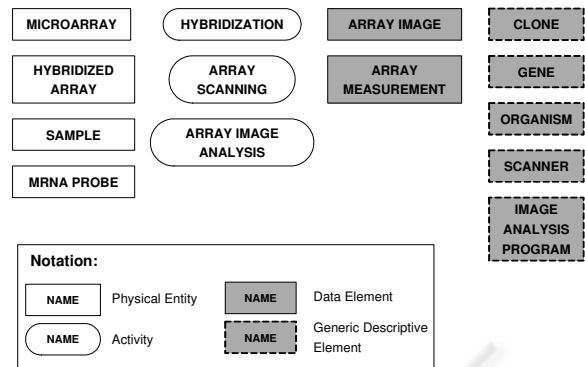 MICROARRAY
HYBRIDIZED
ARRAY
SAMPLE
MRNA PROBE
HYBRIDIZATION
ARRAY
SCANNING
ARRAY IMAGE
ANALYSIS
ARRAY IMAGE
ARRAY
MEASUREMENT
CLONE
GENE
ORGANISM
SCANNER
IMAGE
ANALYSIS
PROGRAM
Notation:
NAME Physical Entity
NAME Data Element
NAME Activity
NAME Generic Descriptive
Element